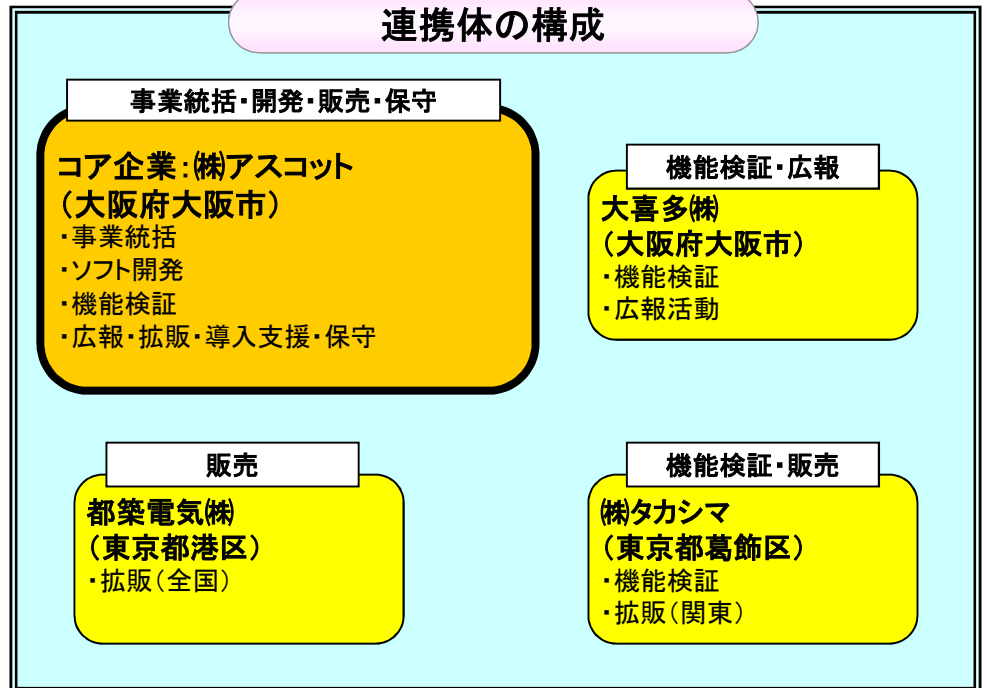 連携体の構成
事業統括・開発・販売・保守
コア企業：㈱アスコット
（大阪府大阪市）
・事業統括
・ソフト開発
・機能検証
・広報・拡販・導入支援・保守
機能検証・広報
大喜多㈱
（大阪府大阪市）
・機能検証
・広報活動
販売
都築電気㈱
（東京都港区）
・拡販（全国）
機能検証・販売
㈱タカシマ
（東京都葛飾区）
・機能検証
・拡販（関東）